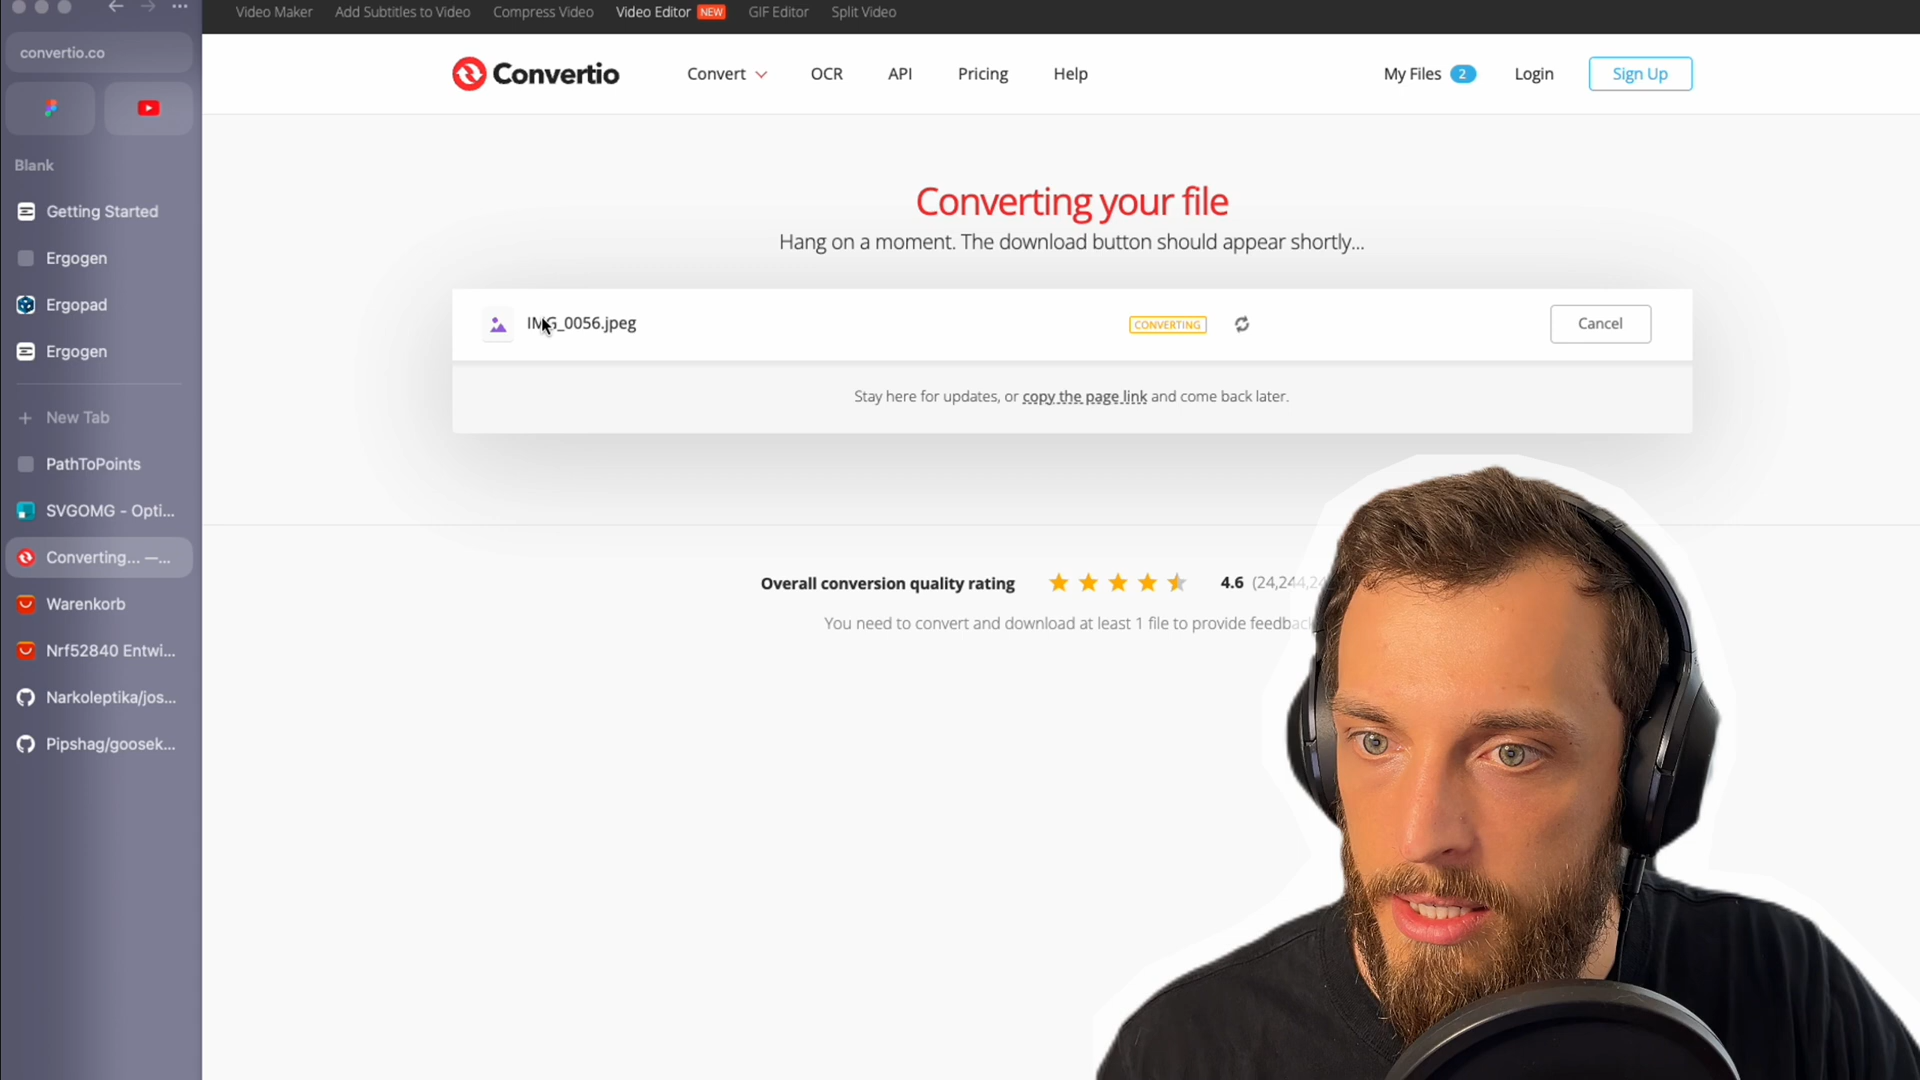 Video Maker Add Subtitles to Video Compress Video Video Editor NEW GIF Editor Split Video
convertio.co
Convertio Convert OCR API Pricing Help My Files 2 Login Sign Up
Blank
Getting Started
Ergogen
Ergopad
Ergogen
New Tab
PathToPoints
SVGOMG - Opti...
Converting... —...
Warenkorb
Nrf52840 Entwi...
Narkoleptika/jos...
Pipshag/goosek...
Converting your file
Hang on a moment. The download button should appear shortly...
IMG_0056.jpeg CONVERTING Cancel
Stay here for updates, or copy the page link and come back later.
Overall conversion quality rating 4.6
You need to convert and download at least 1 file to provide feedback